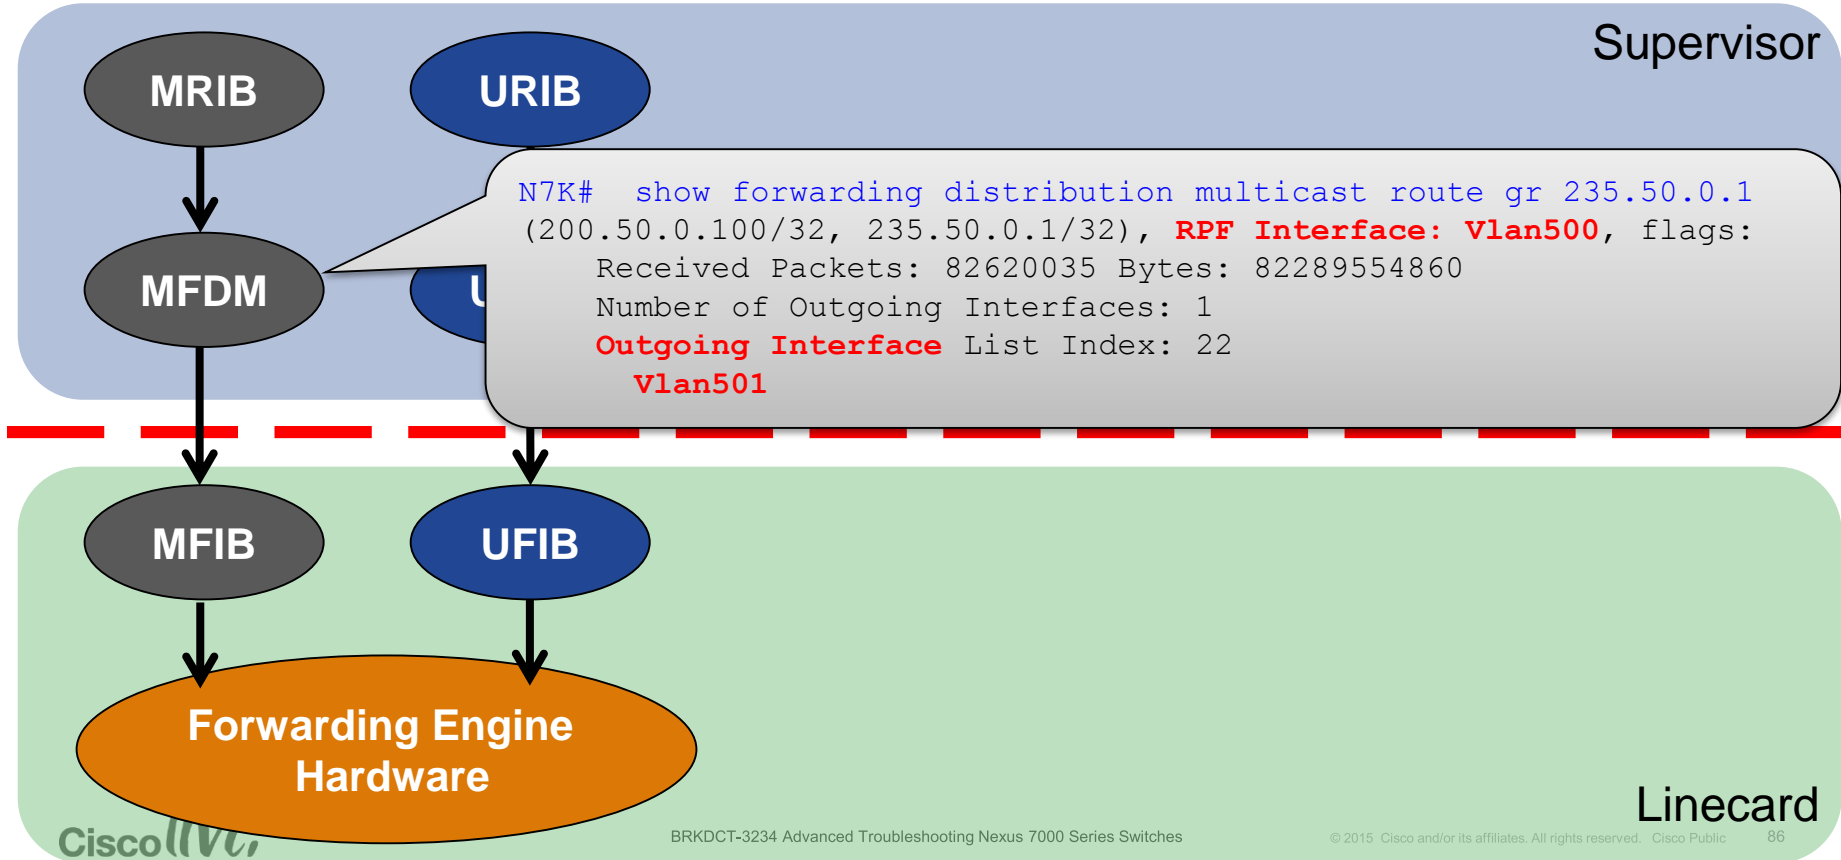 Supervisor
MRIB
URIB
N7K#  show forwarding distribution multicast route gr 235.50.0.1
(200.50.0.100/32, 235.50.0.1/32), RPF Interface: Vlan500, flags:
Received Packets: 82620035 Bytes: 82289554860
Number of Outgoing Interfaces: 1
Outgoing Interface List Index: 22
Vlan501
MFDM
MFIB
UFIB
Forwarding Engine
Hardware
Linecard
Cisco live!
BRKDCT-3234 Advanced Troubleshooting Nexus 7000 Series Switches
© 2015 Cisco and/or its affiliates. All rights reserved. Cisco Public
86